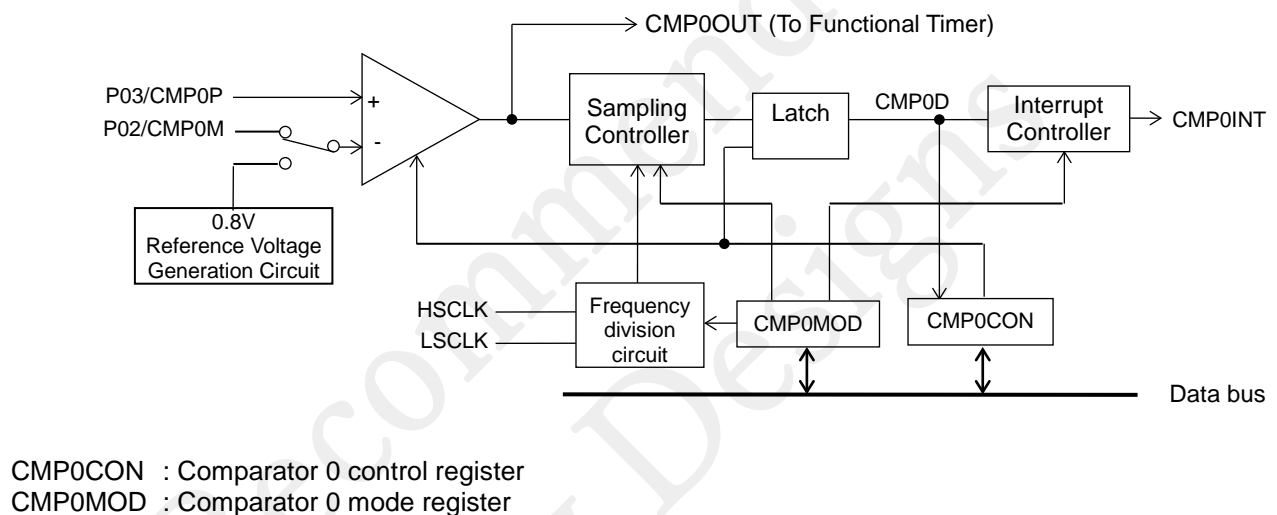 CMP0OUT (To Functional Timer)
P03/CMP0P
P02/CMP0M
+
-
Sampling
Controller
Latch
CMP0D
Interrupt
Controller
CMP0INT
0.8V
Reference Voltage
Generation Circuit
HSCLK
LSCLK
Frequency
division
circuit
CMP0MOD
CMP0CON
Data bus
CMP0CON : Comparator 0 control register
CMP0MOD : Comparator 0 mode register
ecommend
Designs